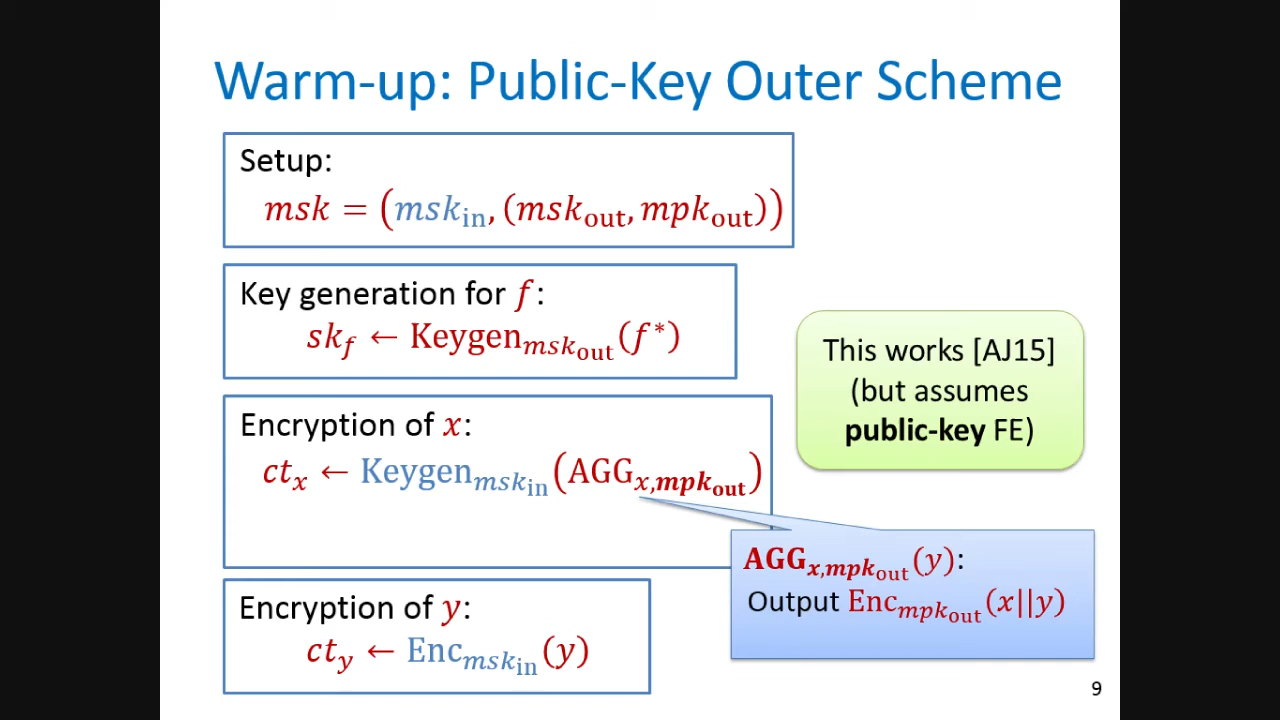 Warm-up: Public-Key Outer Scheme
Setup:
msk = (msk_in, (msk_out, mpk_out))
Key generation for f:
sk_f ← Keygen_msk_out(f*)
Encryption of x:
ct_x ← Keygen_msk_in(AGG_x,mpk_out)
This works [AJ15]
(but assumes
public-key FE)
AGG_x,mpk_out(y):
Output Enc_mpk_out(x||y)
Encryption of y:
ct_y ← Enc_msk_in(y)
9